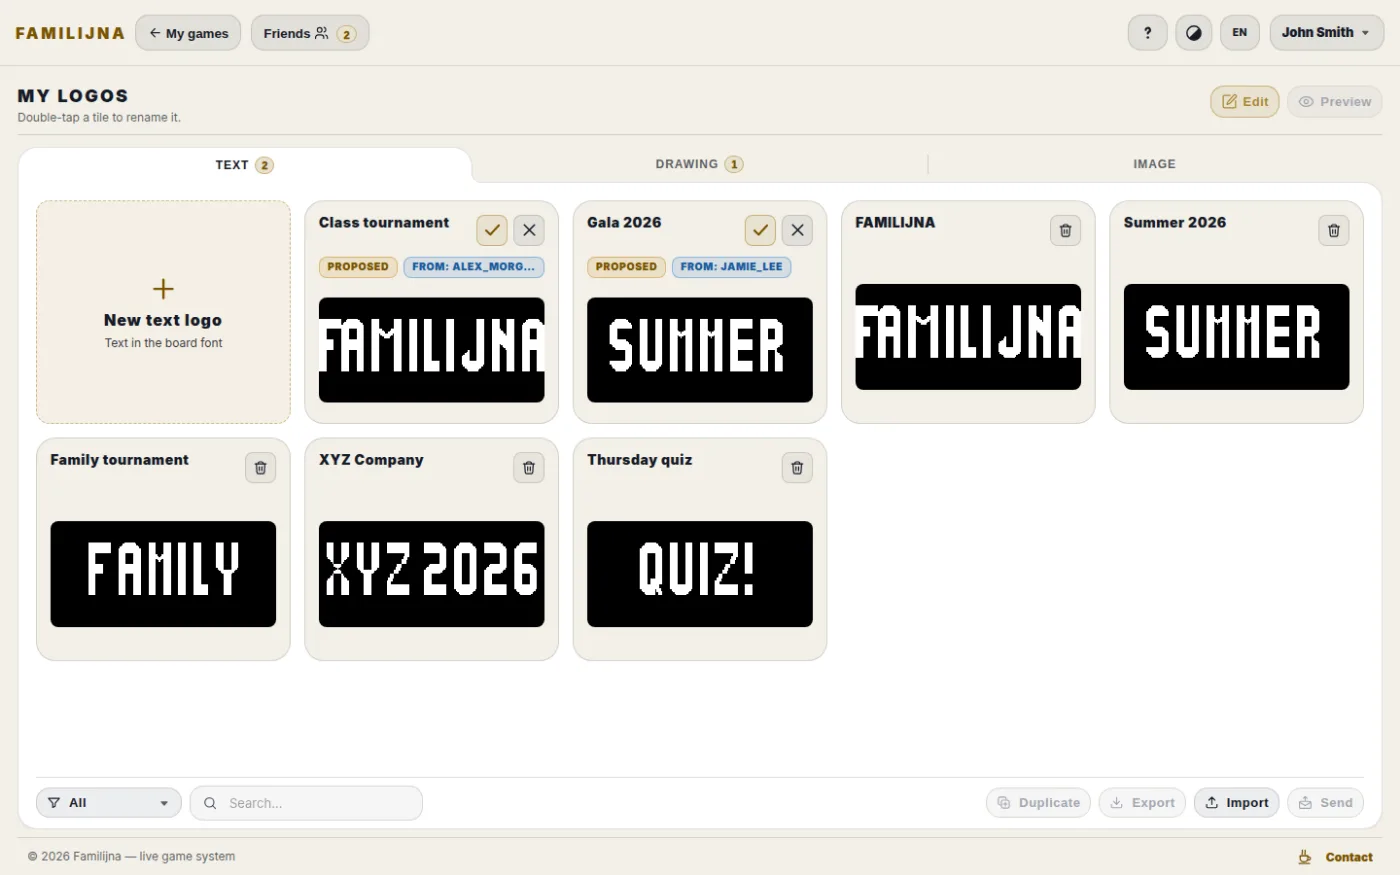 FAMILIJNA
My games
Friends 2
?
EN
John Smith
MY LOGOS
Double-tap a tile to rename it.
Edit
Preview
TEXT 2
DRAWING 1
IMAGE
New text logo
Text in the board font
Class tournament
PROPOSED
FROM: ALEX_MORG...
FAMILIJNA
Gala 2026
PROPOSED
FROM: JAMIE_LEE
SUMMER
FAMILIJNA
FAMILIJNA
Summer 2026
SUMMER
Family tournament
FAMILY
XYZ Company
XYZ 2026
Thursday quiz
QUIZ!
All
Search...
Duplicate
Export
Import
Send
© 2026 Familijna — live game system
Contact